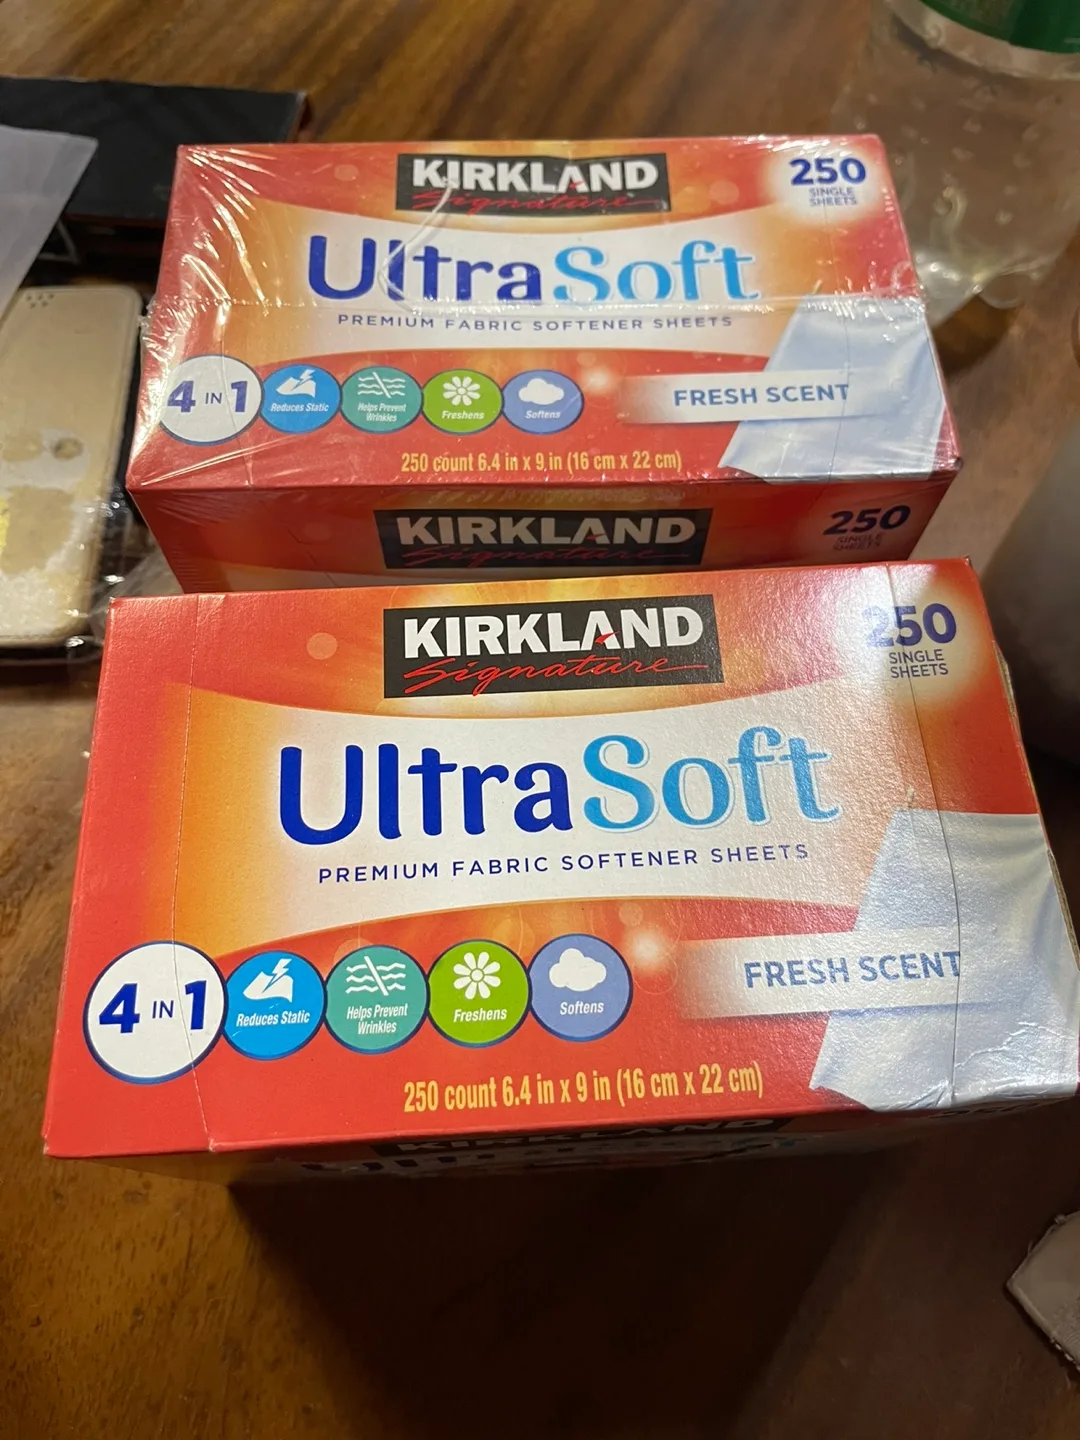 KIRKLAND
Signature
250
SINGLE
SHEETS
UltraSoft
PREMIUM FABRIC SOFTENER SHEETS
4 IN 1
Reduces Static
Helps Prevent
Wrinkles
Freshens
Softens
FRESH SCENT
250 count 6.4 in x 9 in (16 cm x 22 cm)
KIRKLAND
Signature
250
SINGLE
SHEETS
KIRKLAND
Signature
250
SINGLE
SHEETS
UltraSoft
PREMIUM FABRIC SOFTENER SHEETS
4 IN 1
Reduces Static
Helps Prevent
Wrinkles
Freshens
Softens
FRESH SCENT
250 count 6.4 in x 9 in (16 cm x 22 cm)
KIRKLAND